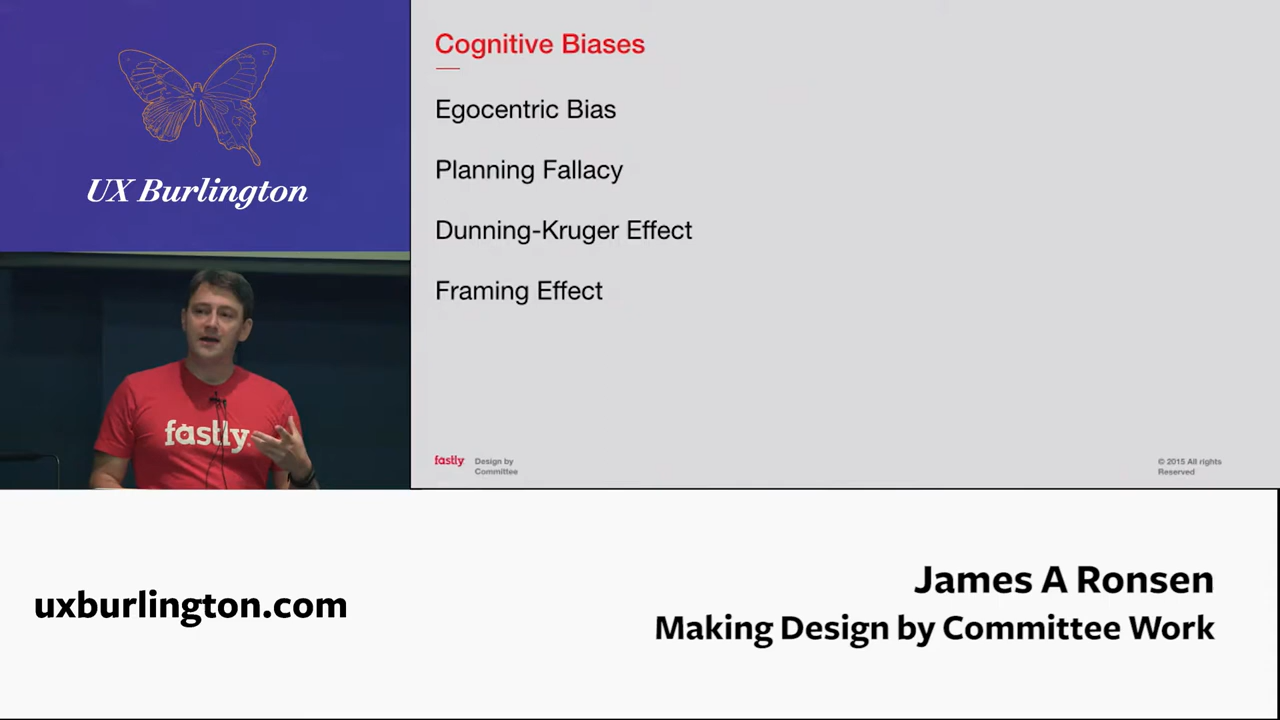 UX Burlington
Cognitive Biases
Egocentric Bias
Planning Fallacy
Dunning-Kruger Effect
Framing Effect
fastly
Design by
Committee
© 2015 All rights
Reserved
fastly.
uxburlington.com
James A Ronsen
Making Design by Committee Work